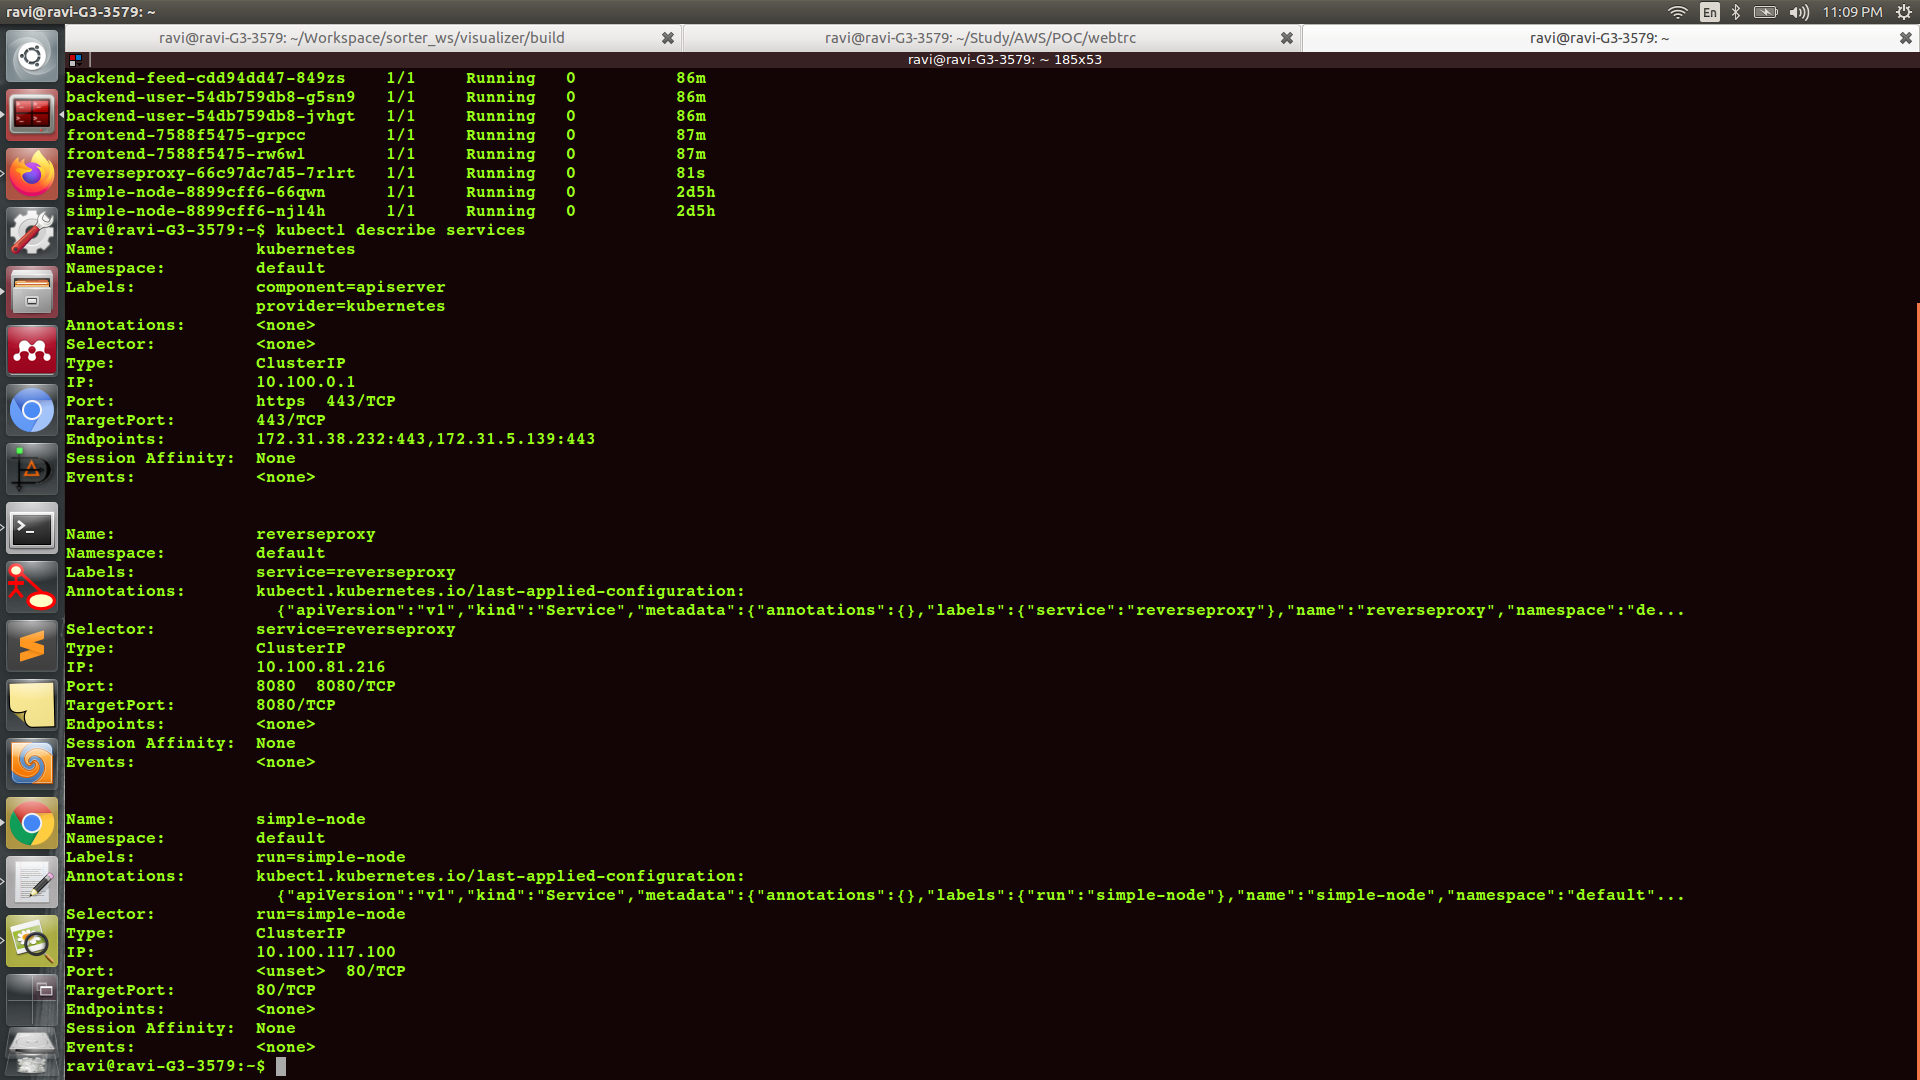 ravi@ravi-G3-3579: ~
En
11:09 PM
ravi@ravi-G3-3579: ~/Workspace/sorter_ws/visualizer/build
ravi@ravi-G3-3579: ~/Study/AWS/POC/webtrc
ravi@ravi-G3-3579: ~
ravi@ravi-G3-3579: ~ 185x53
backend-feed-cdd94dd47-849zs 1/1 Running 0 86m
backend-user-54db759db8-g5sn9 1/1 Running 0 86m
backend-user-54db759db8-jvhgt 1/1 Running 0 86m
frontend-7588f5475-grpcc 1/1 Running 0 87m
frontend-7588f5475-rw6wl 1/1 Running 0 87m
reverseproxy-66c97dc7d5-7rlrt 1/1 Running 0 81s
simple-node-8899cff6-66qwn 1/1 Running 0 2d5h
simple-node-8899cff6-njl4h 1/1 Running 0 2d5h
ravi@ravi-G3-3579:~$ kubectl describe services
Name: kubernetes
Namespace: default
Labels: component=apiserver
provider=kubernetes
Annotations: <none>
Selector: <none>
Type: ClusterIP
IP: 10.100.0.1
Port: https 443/TCP
TargetPort: 443/TCP
Endpoints: 172.31.38.232:443,172.31.5.139:443
Session Affinity: None
Events: <none>
Name: reverseproxy
Namespace: default
Labels: service=reverseproxy
Annotations: kubectl.kubernetes.io/last-applied-configuration:
{"apiVersion":"v1","kind":"Service","metadata":{"annotations":{},"labels":{"service":"reverseproxy"},"name":"reverseproxy","namespace":"de...
Selector: service=reverseproxy
Type: ClusterIP
IP: 10.100.81.216
Port: 8080 8080/TCP
TargetPort: 8080/TCP
Endpoints: <none>
Session Affinity: None
Events: <none>
Name: simple-node
Namespace: default
Labels: run=simple-node
Annotations: kubectl.kubernetes.io/last-applied-configuration:
{"apiVersion":"v1","kind":"Service","metadata":{"annotations":{},"labels":{"run":"simple-node"},"name":"simple-node","namespace":"default"...
Selector: run=simple-node
Type: ClusterIP
IP: 10.100.117.100
Port: <unset> 80/TCP
TargetPort: 80/TCP
Endpoints: <none>
Session Affinity: None
Events: <none>
ravi@ravi-G3-3579:~$